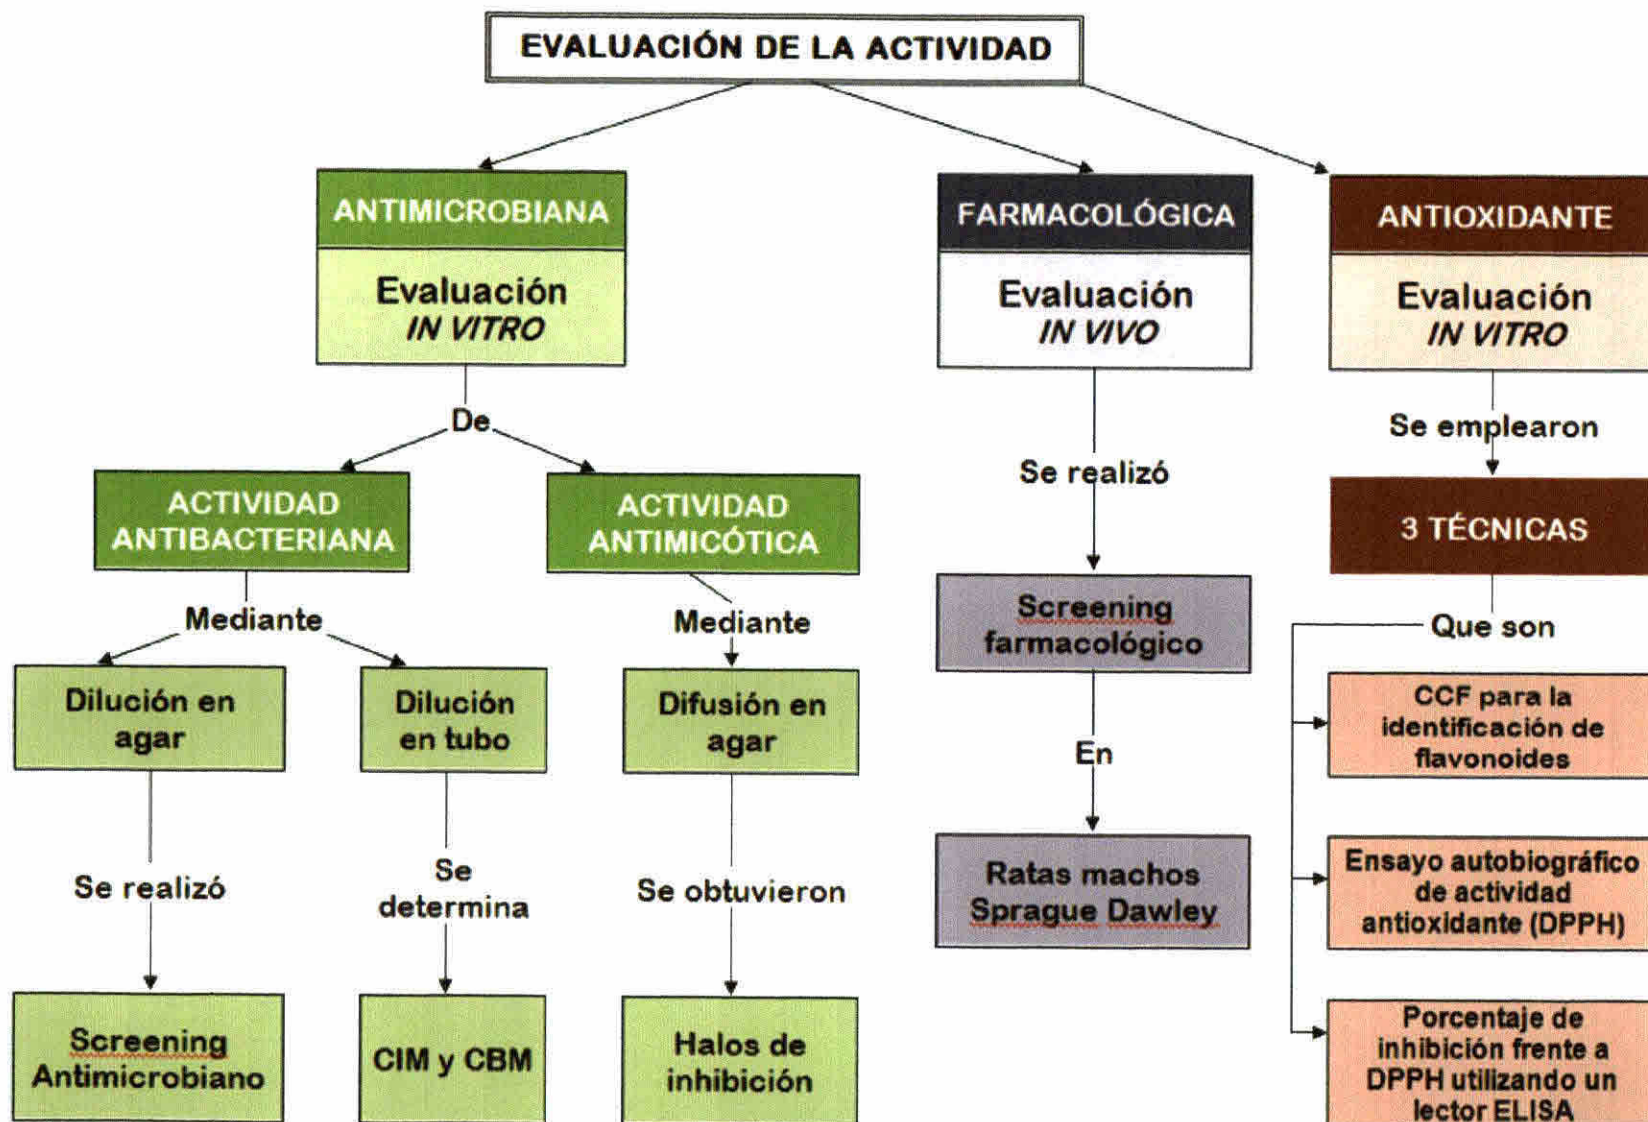 EVALUACIÓN DE LA ACTIVIDAD
ANTIMICROBIANA
Evaluación
IN VITRO
FARMACOLÓGICA
Evaluación
IN VIVO
ANTIOXIDANTE
Evaluación
IN VITRO
De
Se realizó
Se emplearon
ACTIVIDAD
ANTIBACTERIANA
ACTIVIDAD
ANTIMICÓTICA
3 TÉCNICAS
Mediante
Mediante
Screening
farmacológico
Que son
Dilución en
agar
Dilución
en tubo
Difusión en
agar
En
CCF para la
identificación de
flavonoides
Se realizó
Se
determina
Se obtuvieron
Ratas machos
Sprague Dawley
Ensayo autobiográfico
de actividad
antioxidante (DPPH)
Screening
Antimicrobiano
CIM y CBM
Halos de
inhibición
Porcentaje de
inhibición frente a
DPPH utilizando un
lector ELISA